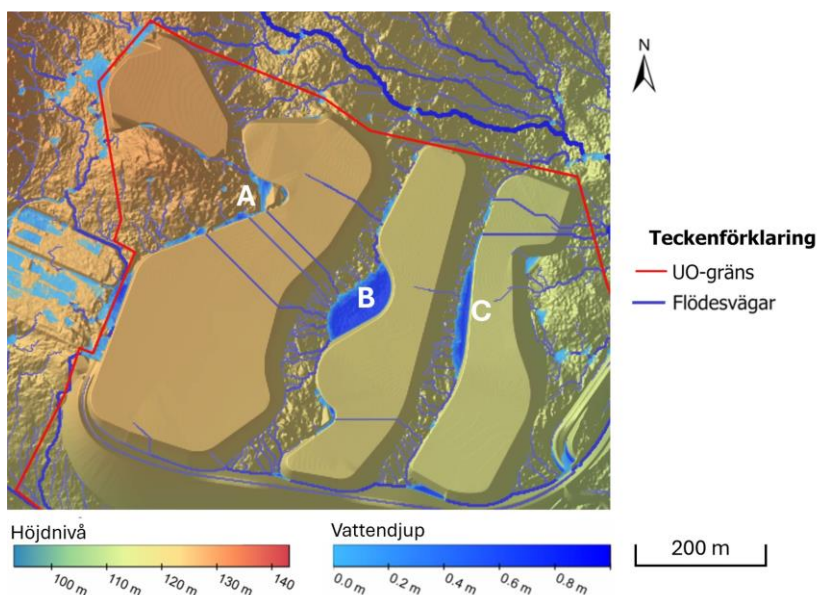 A
B
C
N
Teckenförklaring
UO-gräns
Flödesvägar
Höjdnivå
100 m
110 m
120 m
130 m
140
Vattendjup
0.0 m
0.2 m
0.4 m
0.6 m
0.8 m
200 m